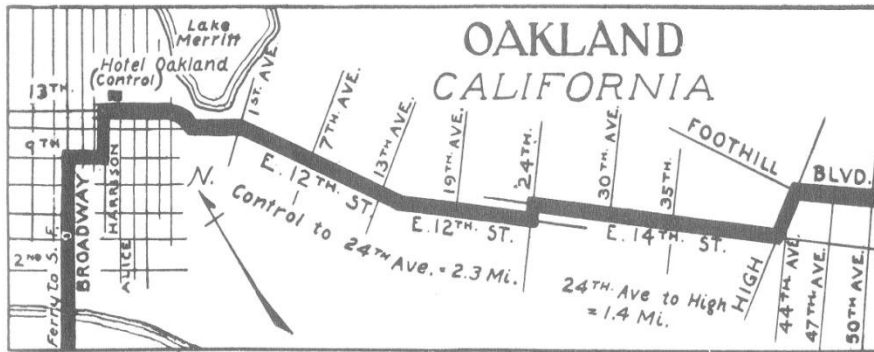 OAKLAND
CALIFORNIA
Lake
Merritt
Hotel Oakland
(Control)
13TH.
9TH
2ND
Ferry to S.F.
BROADWAY
HARRISON
ALICE
N.
1ST. AVE.
7TH. AVE.
13TH AVE.
19TH. AVE.
24TH.
30TH. AVE.
35TH.
E. 12TH. ST.
E. 12TH. ST.
E. 14TH. ST.
Control to 24TH
Ave. = 2.3 Mi.
24TH. Ave to High
= 1.4 Mi.
FOOTHILL
BLVD.
HIGH
44TH AVE.
47TH AVE.
50TH AVE.